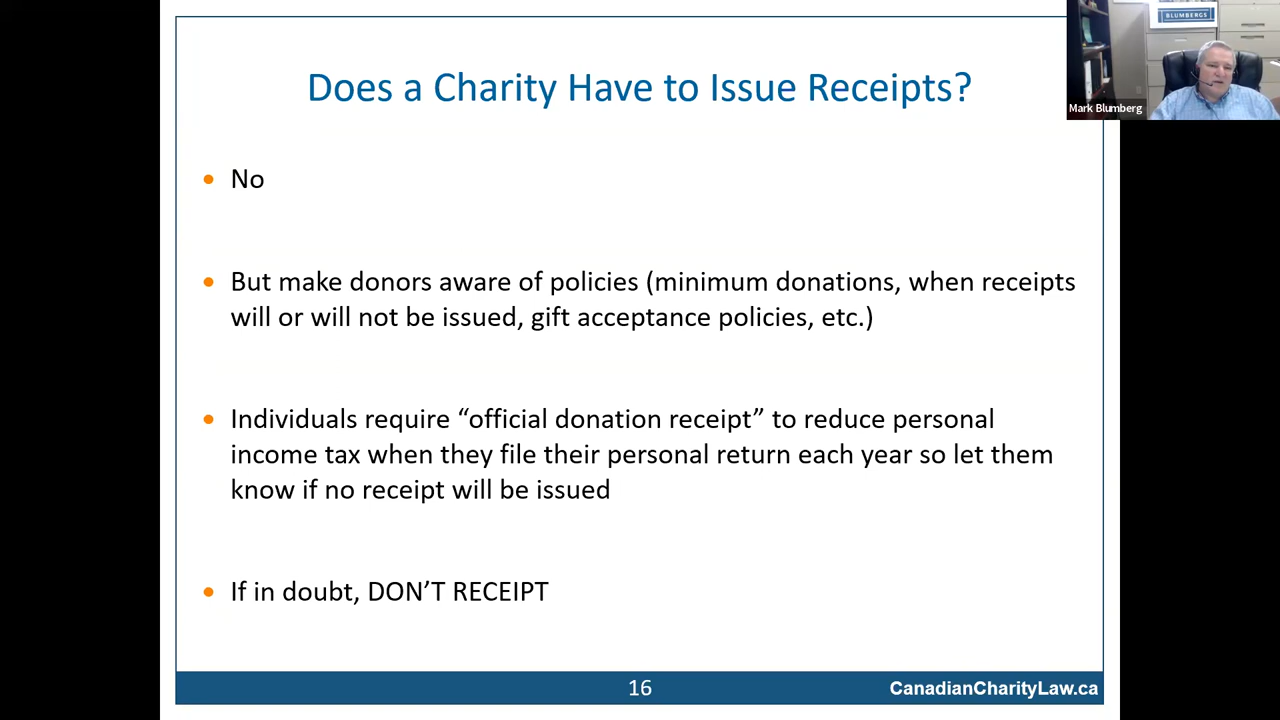 BLUMBERGS
Mark Blumberg
Does a Charity Have to Issue Receipts?
• No
• But make donors aware of policies (minimum donations, when receipts
will or will not be issued, gift acceptance policies, etc.)
• Individuals require “official donation receipt” to reduce personal
income tax when they file their personal return each year so let them
know if no receipt will be issued
• If in doubt, DON’T RECEIPT
16
CanadianCharityLaw.ca